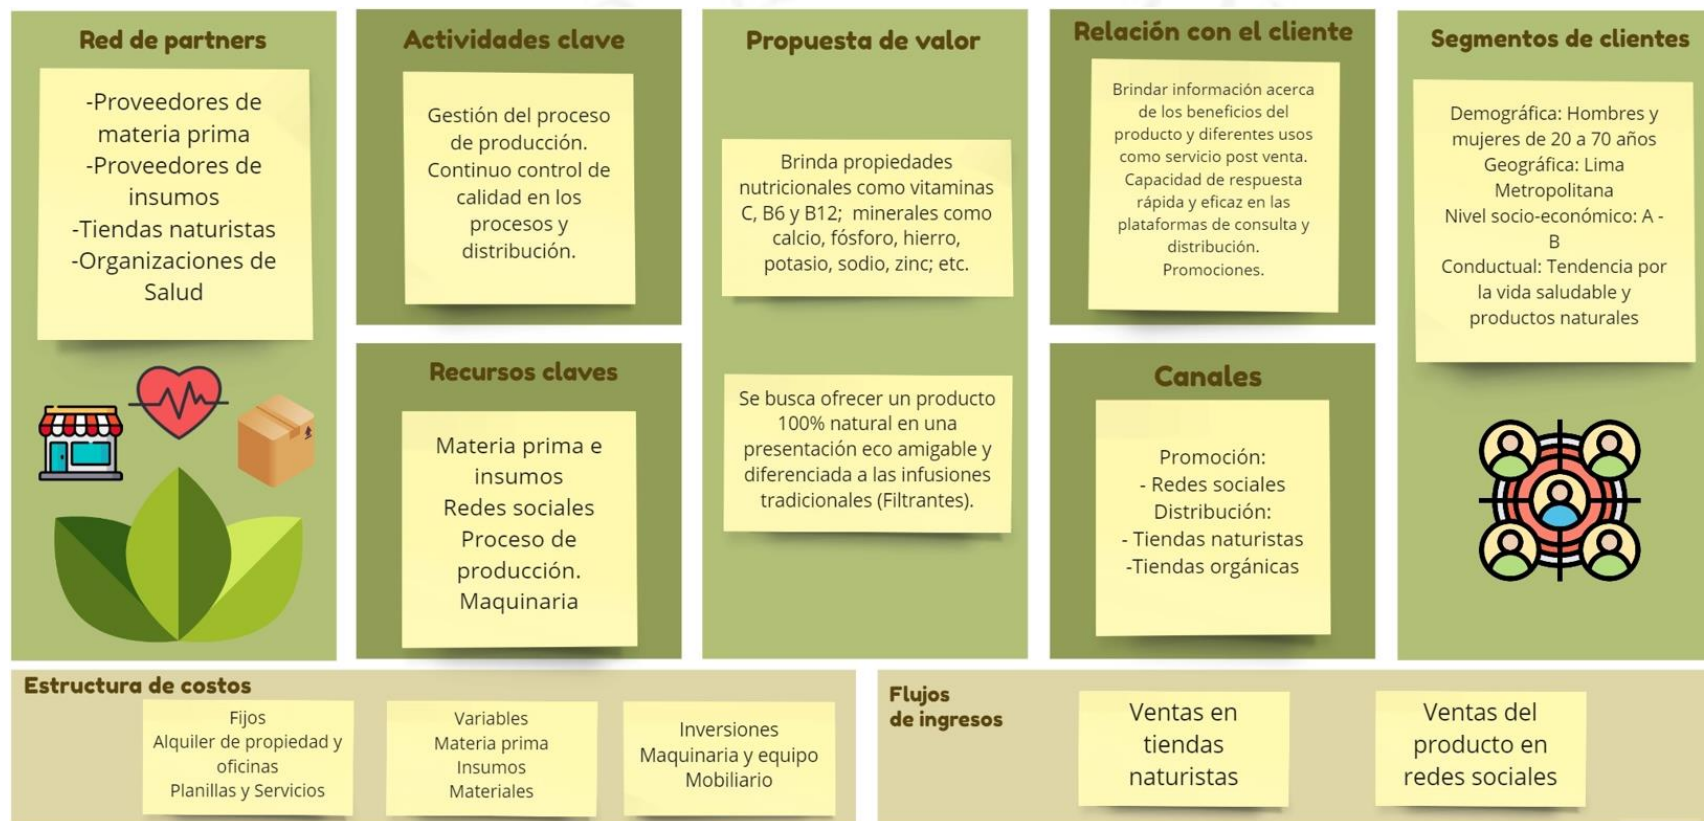 Red de partners
-Proveedores de
materia prima
-Proveedores de
insumos
-Tiendas naturistas
-Organizaciones de
Salud
Actividades clave
Gestión del proceso
de producción.
Continuo control de
calidad en los
procesos y
distribución.
Recursos claves
Materia prima e
insumos
Redes sociales
Proceso de
producción.
Maquinaria
Propuesta de valor
Brinda propiedades
nutricionales como vitaminas
C, B6 y B12; minerales como
calcio, fósforo, hierro,
potasio, sodio, zinc; etc.
Se busca ofrecer un producto
100% natural en una
presentación eco amigable y
diferenciada a las infusiones
tradicionales (Filtrantes).
Relación con el cliente
Brindar información acerca
de los beneficios del
producto y diferentes usos
como servicio post venta.
Capacidad de respuesta
rápida y eficaz en las
plataformas de consulta y
distribución.
Promociones.
Canales
Promoción:
- Redes sociales
Distribución:
- Tiendas naturistas
-Tiendas orgánicas
Segmentos de clientes
Demográfica: Hombres y
mujeres de 20 a 70 años
Geográfica: Lima
Metropolitana
Nivel socio-económico: A -
B
Conductual: Tendencia por
la vida saludable y
productos naturales
Estructura de costos
Fijos
Alquiler de propiedad y
oficinas
Planillas y Servicios
Variables
Materia prima
Insumos
Materiales
Inversiones
Maquinaria y equipo
Mobiliario
Flujos
de ingresos
Ventas en
tiendas
naturistas
Ventas del
producto en
redes sociales